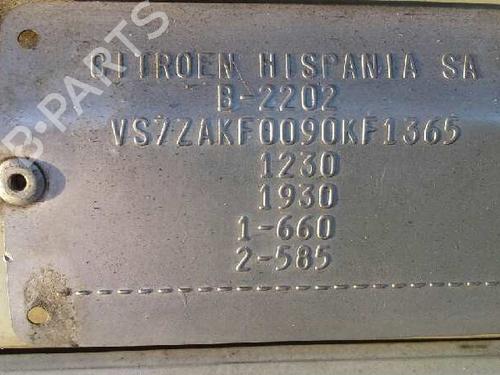 CITROEN HISPANIA SA
B-2202
VS7ZAKF0090KF1365
1230
1930
1-660
2-585
B-PARTS